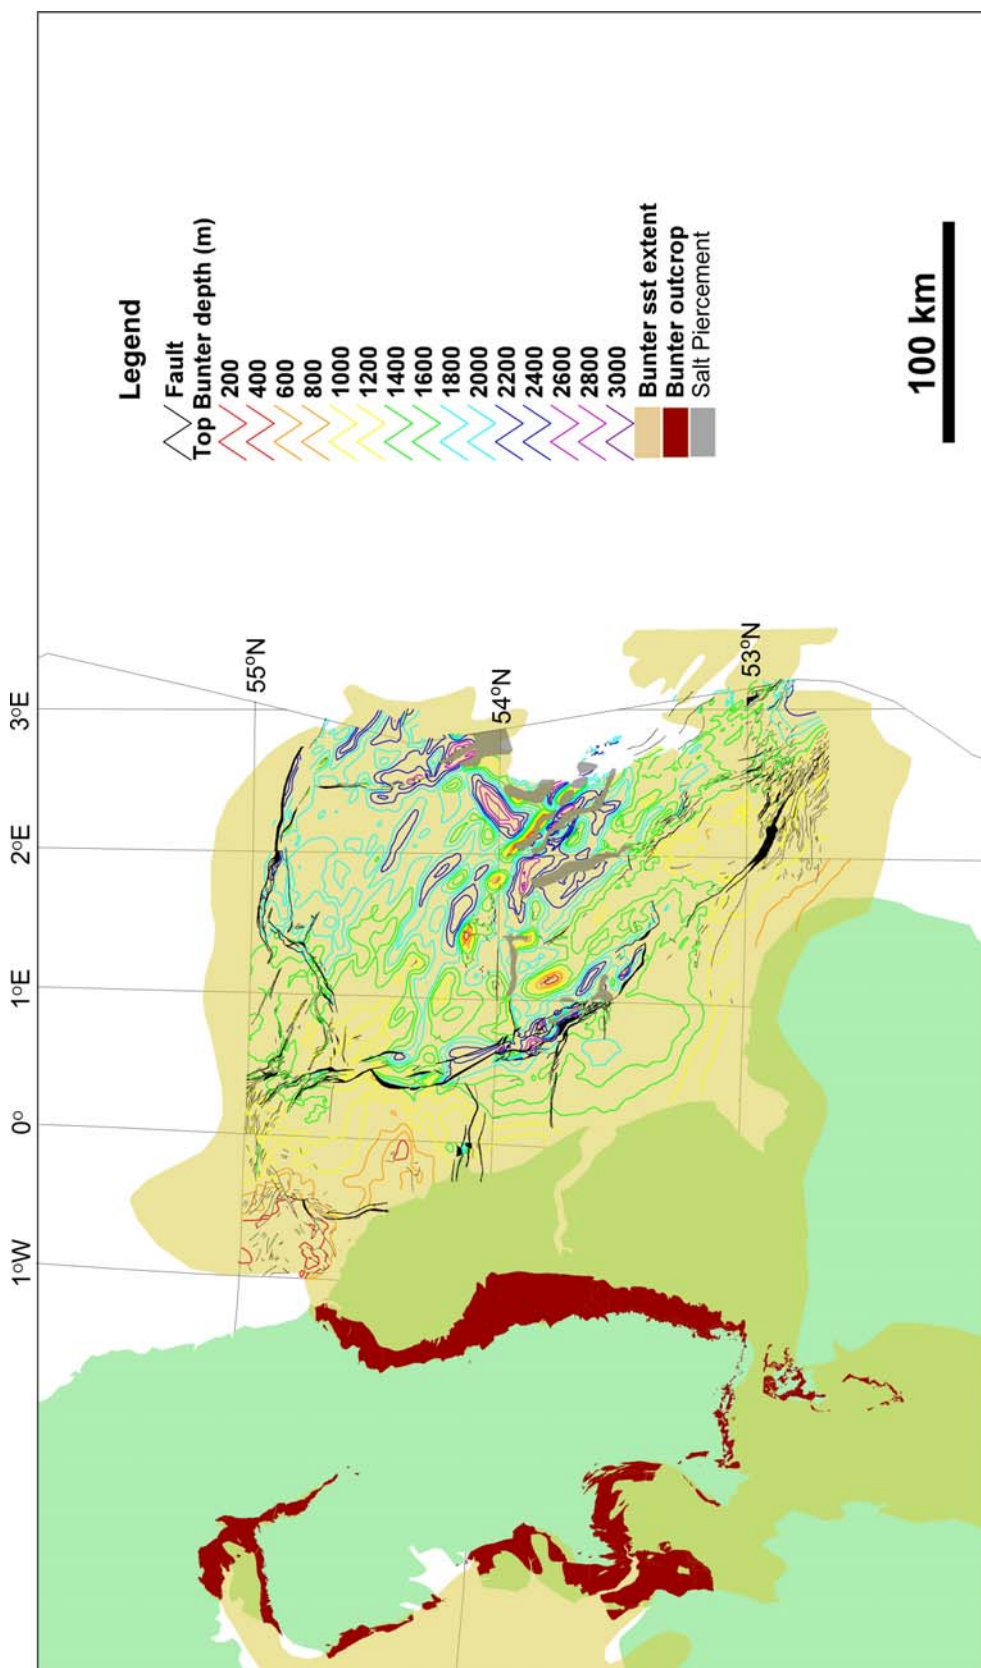 1°W
0°
1°E
2°E
3°E
55°N
54°N
53°N
Legend
Fault
Top Bunter depth (m)
200
400
600
800
1000
1200
1400
1600
1800
2000
2200
2400
2600
2800
3000
Bunter sst extent
Bunter outcrop
Salt Piercement
100 km